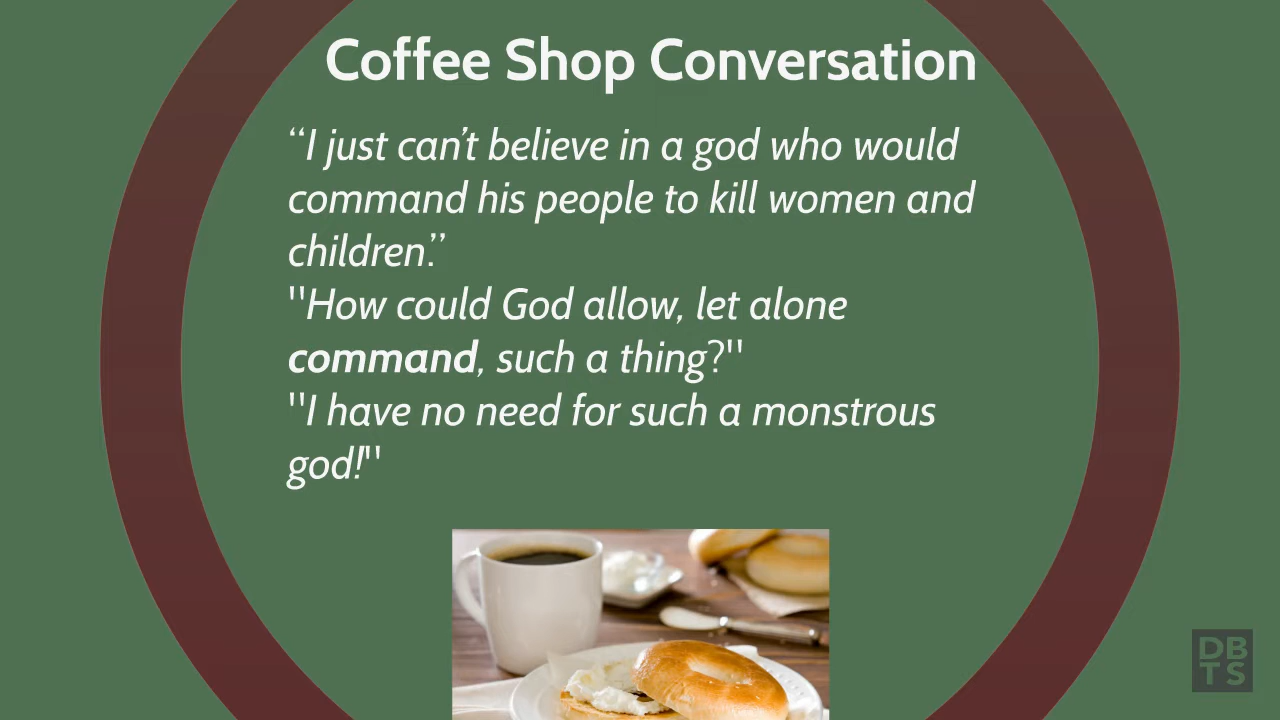 Coffee Shop Conversation
“I just can’t believe in a god who would
command his people to kill women and
children.”
"How could God allow, let alone
command, such a thing?"
"I have no need for such a monstrous
god!"
DB
TS